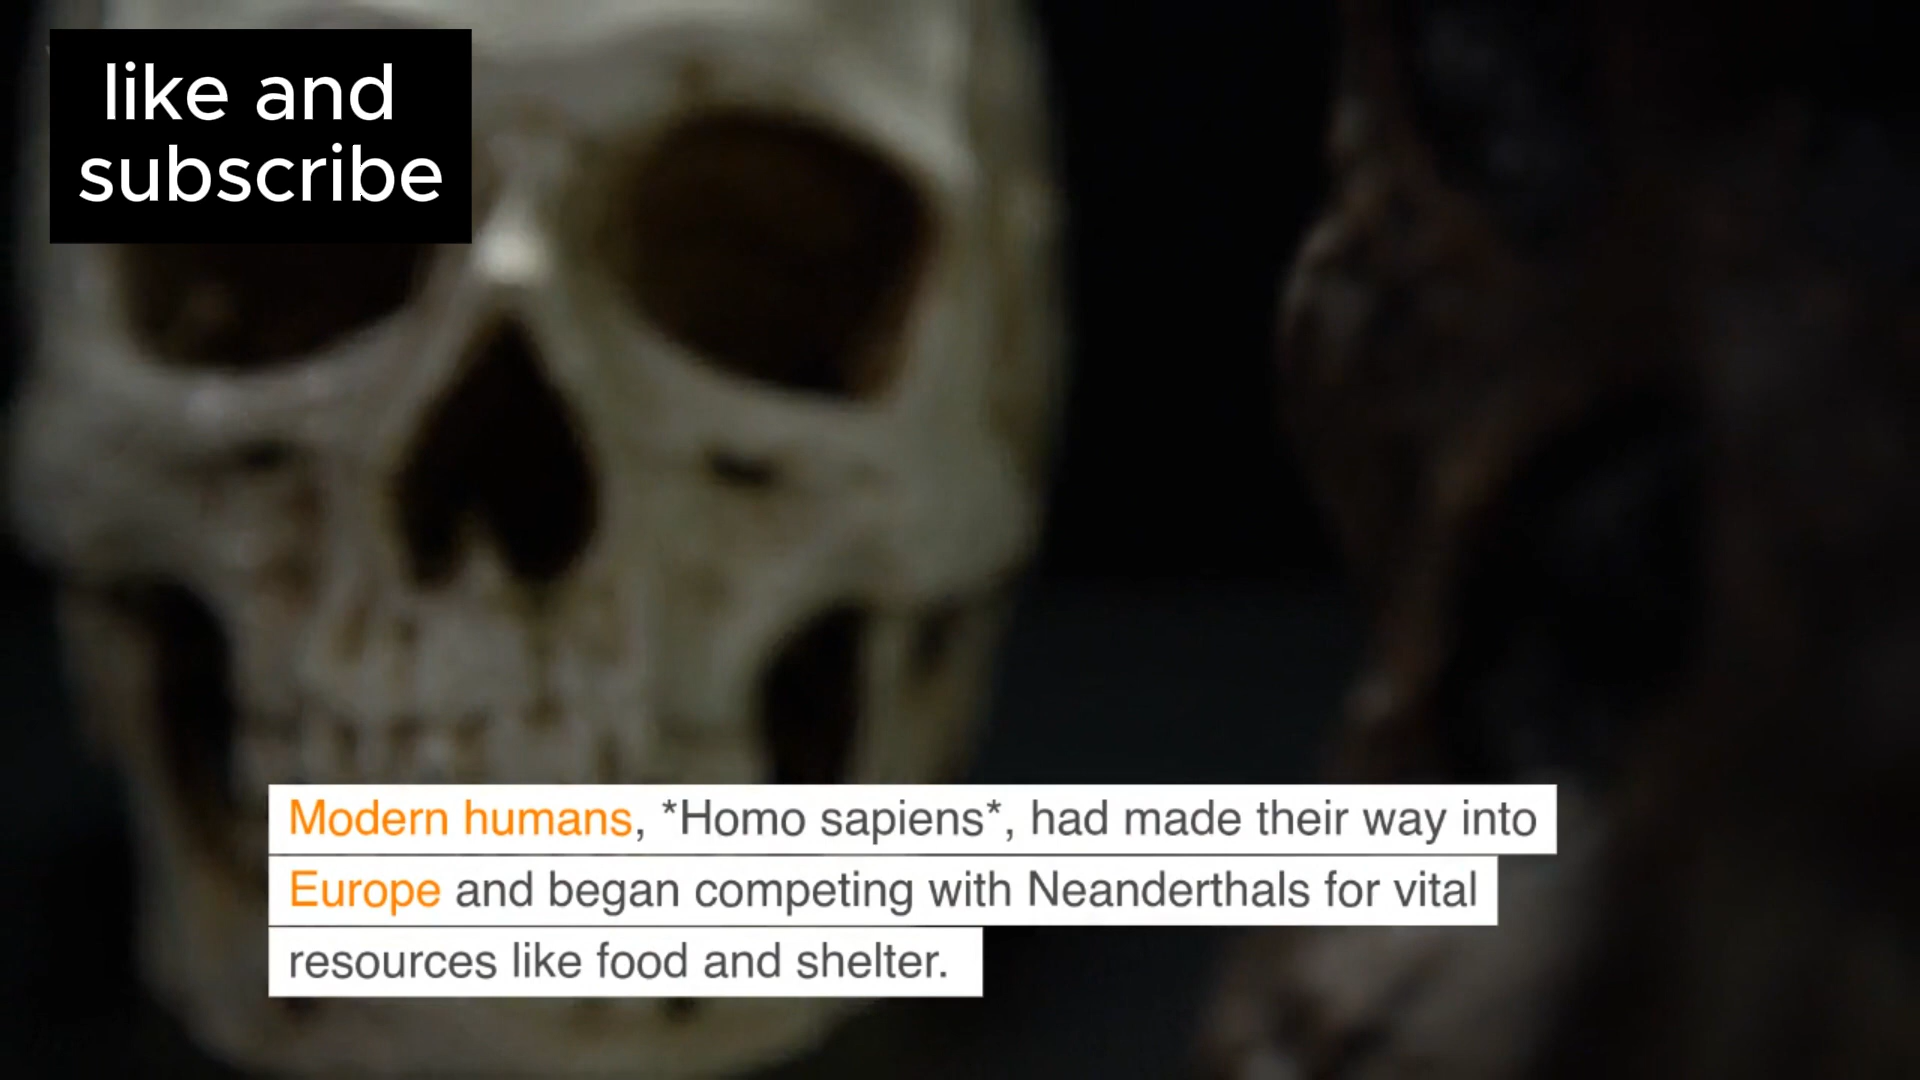 like and
subscribe
Modern humans, *Homo sapiens*, had made their way into
Europe and began competing with Neanderthals for vital
resources like food and shelter.